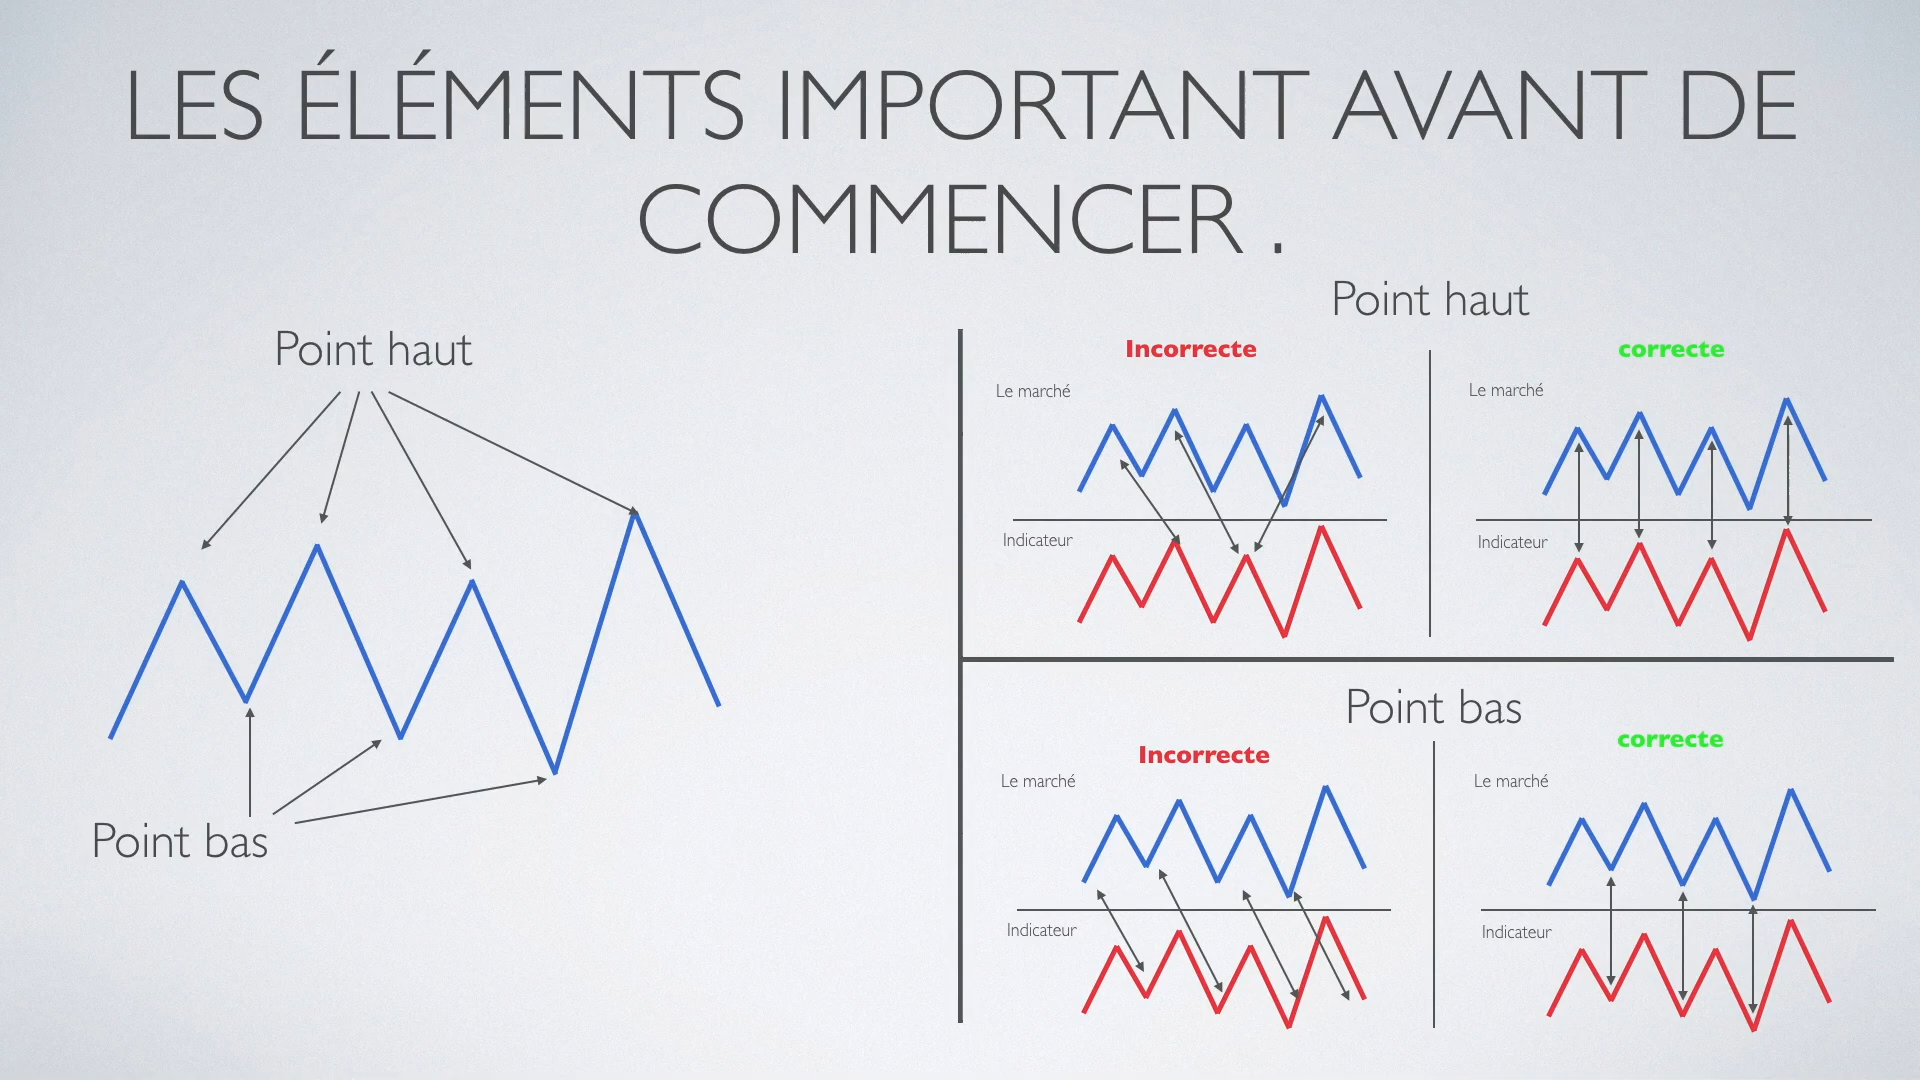 LES ÉLÉMENTS IMPORTANT AVANT DE
COMMENCER .
Point haut
Point bas
Point haut
Incorrecte
correcte
Le marché
Le marché
Indicateur
Indicateur
Point bas
Incorrecte
correcte
Le marché
Le marché
Indicateur
Indicateur